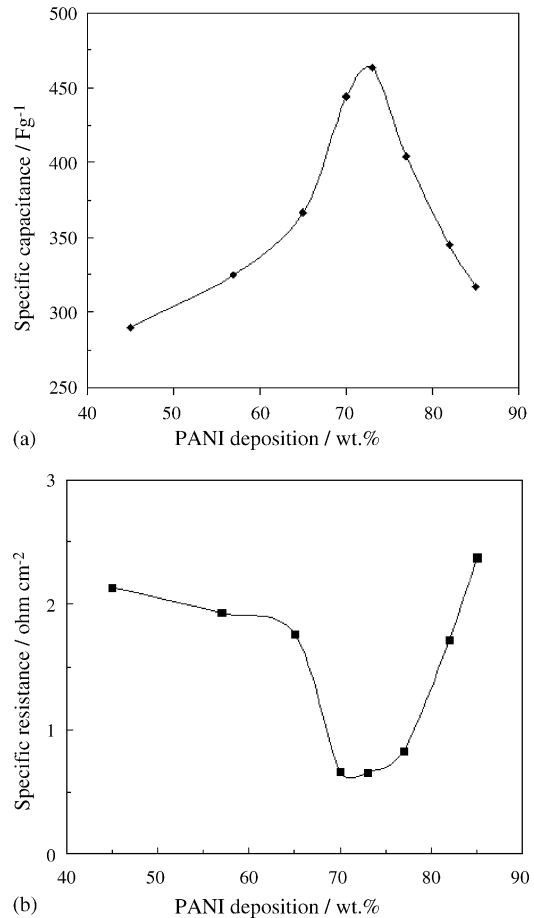 500
450
400
350
300
250
Specific capacitance / Fg-1
40 50 60 70 80 90
(a) PANI deposition / wt.%
3
2
1
0
Specific resistance / ohm cm-2
40 50 60 70 80 90
(b) PANI deposition / wt.%